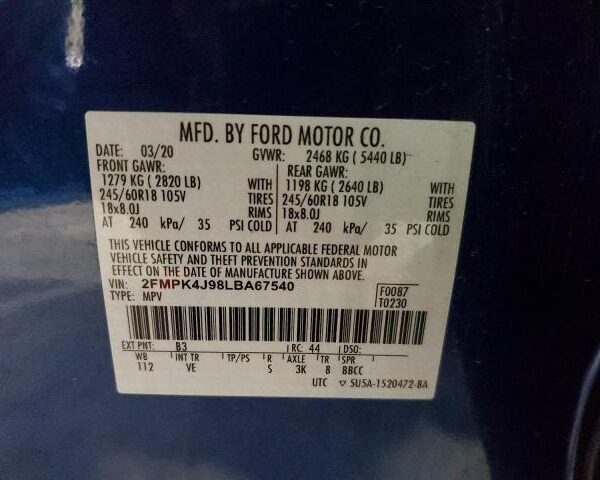 MFD. BY FORD MOTOR CO.
DATE: 03/20 GVWR: 2468 KG ( 5440 LB)
FRONT GAWR: REAR GAWR:
1279 KG ( 2820 LB) WITH 1198 KG ( 2640 LB) WITH
245/60R18 105V TIRES 245/60R18 105V TIRES
18x8.0J RIMS 18x8.0J RIMS
AT 240 kPa/ 35 PSI COLD AT 240 kPa/ 35 PSI COLD
THIS VEHICLE CONFORMS TO ALL APPLICABLE FEDERAL MOTOR
VEHICLE SAFETY AND THEFT PREVENTION STANDARDS IN
EFFECT ON THE DATE OF MANUFACTURE SHOWN ABOVE.
VIN: 2FMPK4J98LBA67540 F0087
TYPE: MPV T0230
EXT PNT: B3 RC: 44 DSO:
WB INT TR TP/PS R AXLE TR SPR
112 VE S 3K 8 BBCC
UTC ▽ 5U5A-1520472-BA